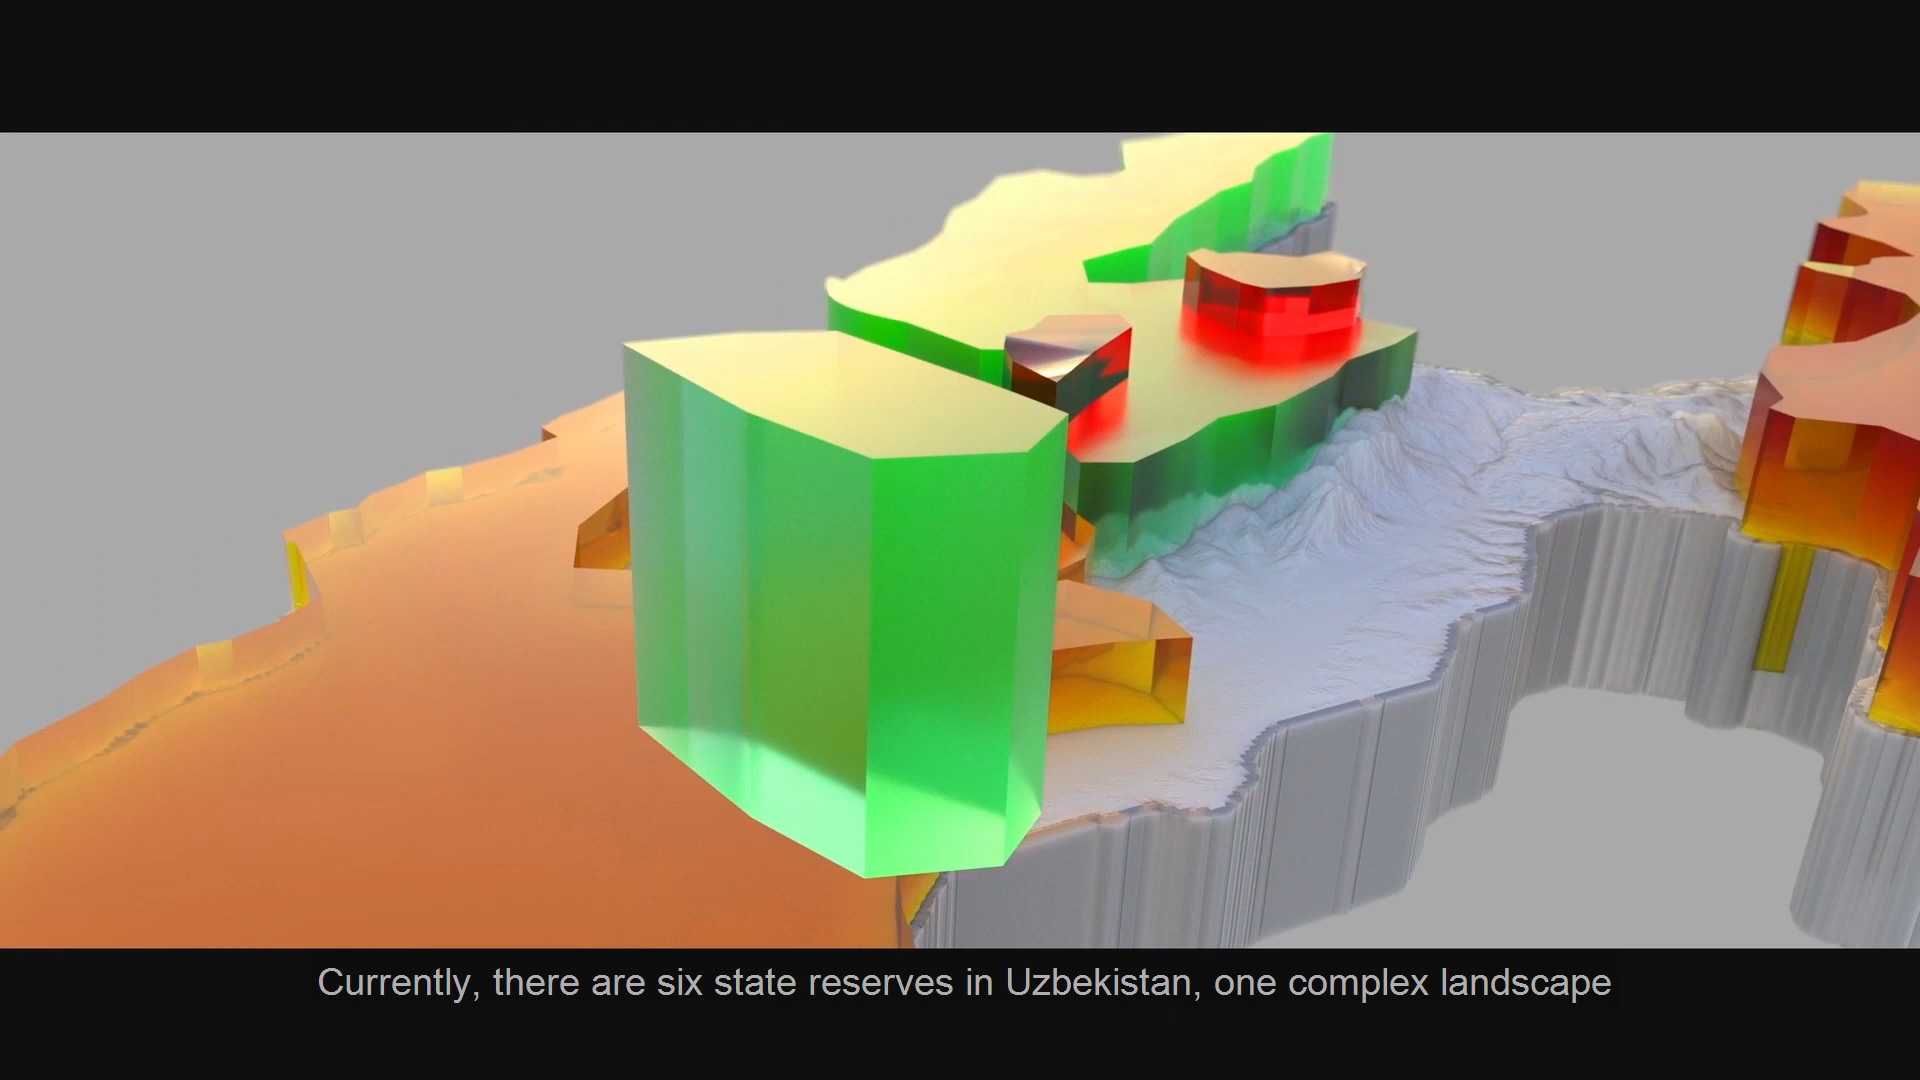 Currently, there are six state reserves in Uzbekistan, one complex landscape